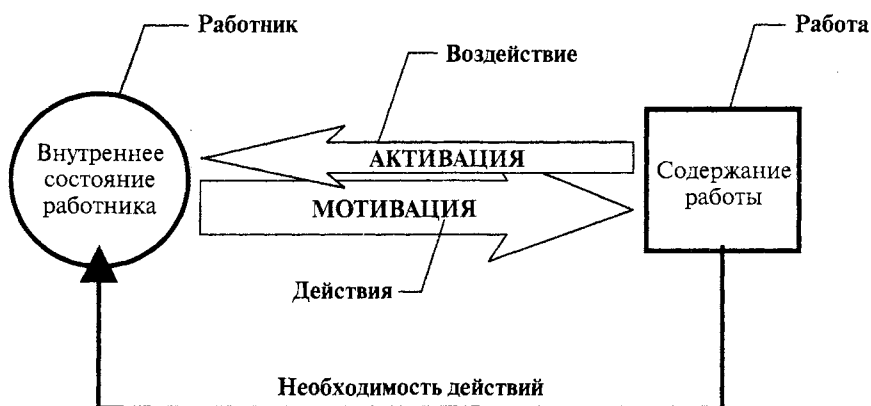 Работник
Работа
Воздействие
Внутреннее
состояние
работника
АКТИВАЦИЯ
МОТИВАЦИЯ
Содержание
работы
Действия
Необходимость действий